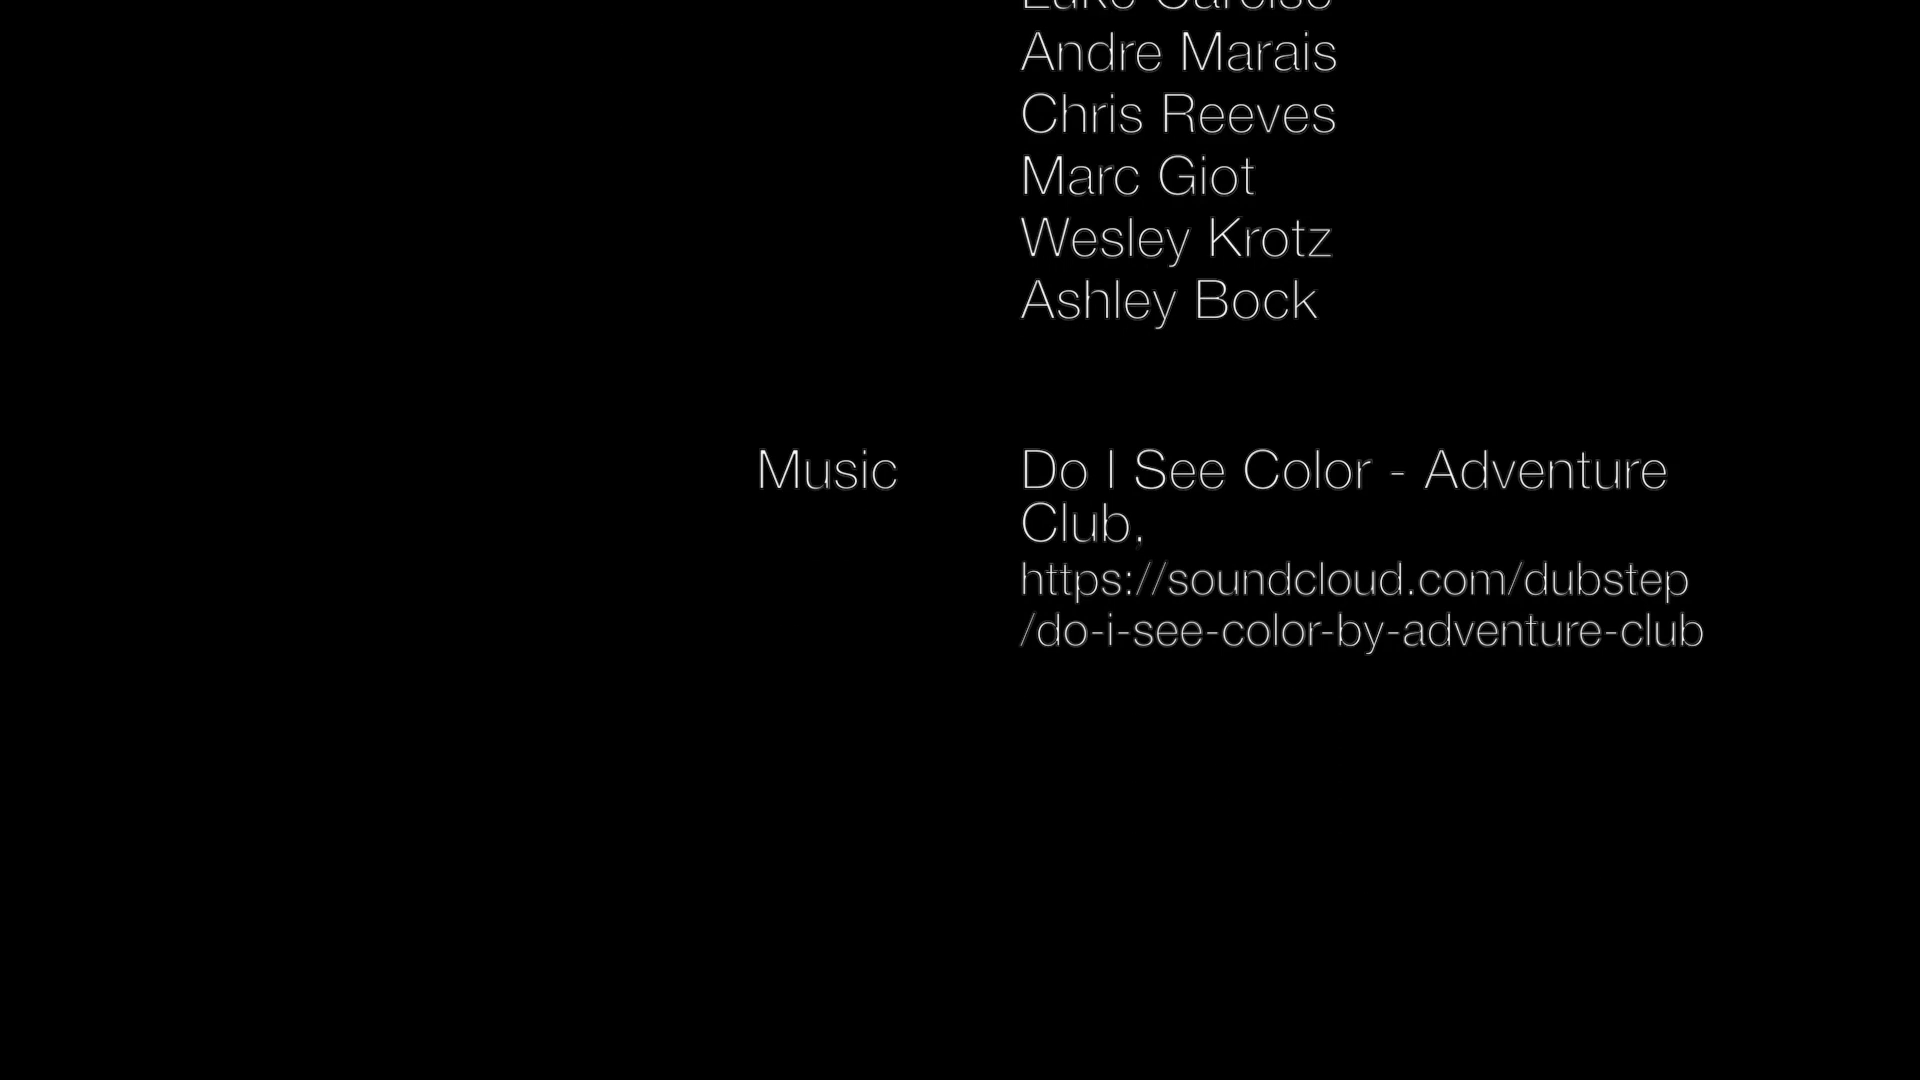 Andre Marais
Chris Reeves
Marc Giot
Wesley Krotz
Ashley Bock
Music
Do I See Color - Adventure
Club,
https://soundcloud.com/dubstep
/do-i-see-color-by-adventure-club